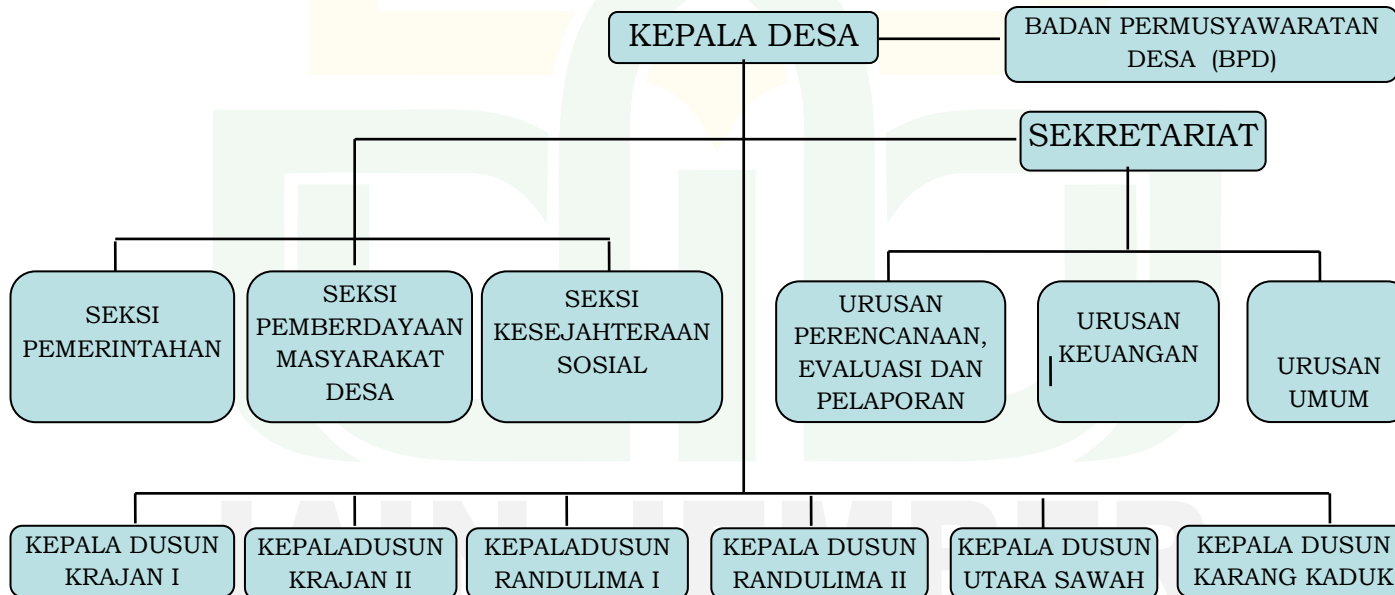 KEPALA DESA
BADAN PERMUSYAWARATAN
DESA (BPD)
SEKRETARIAT
SEKSI
PEMERINTAHAN
SEKSI
PEMBERDAYAAN
MASYARAKAT
DESA
SEKSI
KESEJAHTERAAN
SOSIAL
URUSAN
PERENCANAAN,
EVALUASI DAN
PELAPORAN
URUSAN
KEUANGAN
URUSAN
UMUM
KEPALA DUSUN
KRAJAN I
KEPALADUSUN
KRAJAN II
KEPALADUSUN
RANDULIMA I
KEPALA DUSUN
RANDULIMA II
KEPALA DUSUN
UTARA SAWAH
KEPALA DUSUN
KARANG KADUK
IAIN JEMBER